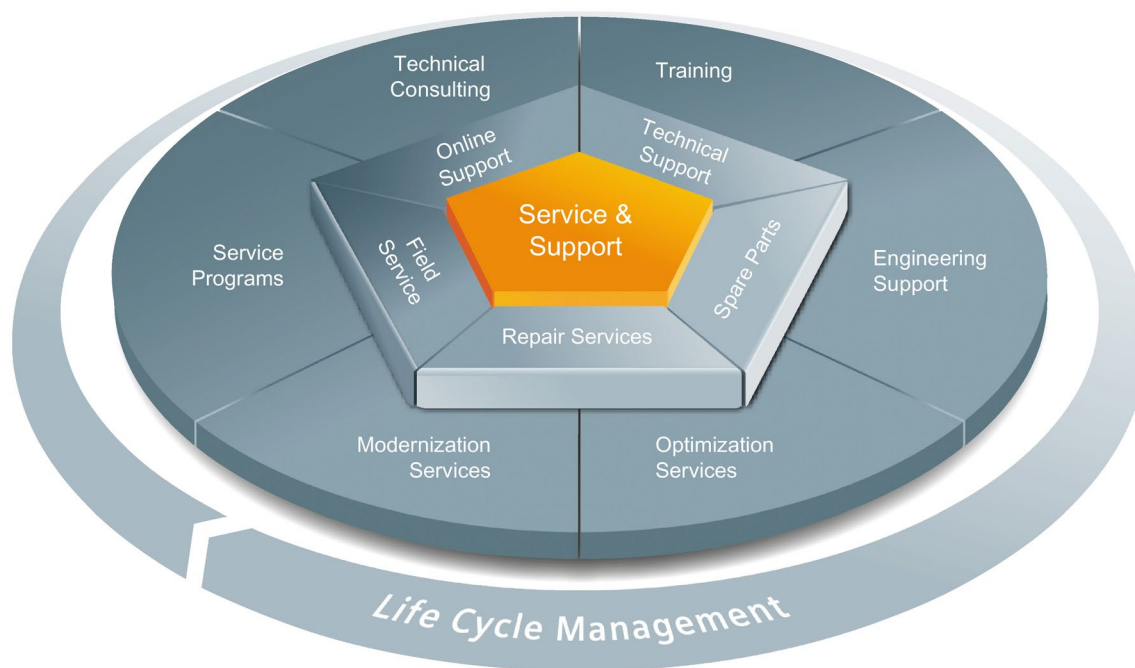 Technical
Consulting
Training
Online
Support
Technical
Support
Service &
Support
Service
Programs
Field
Service
Spare Parts
Engineering
Support
Repair Services
Modernization
Services
Optimization
Services
Life Cycle Management